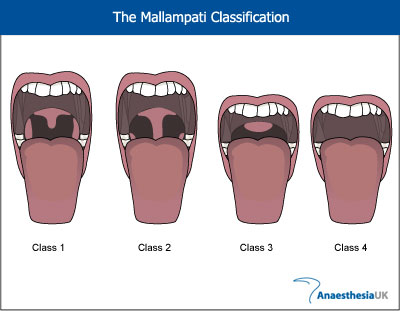 The Mallampati Classification
Class 1 Class 2 Class 3 Class 4
AnaesthesiaUK